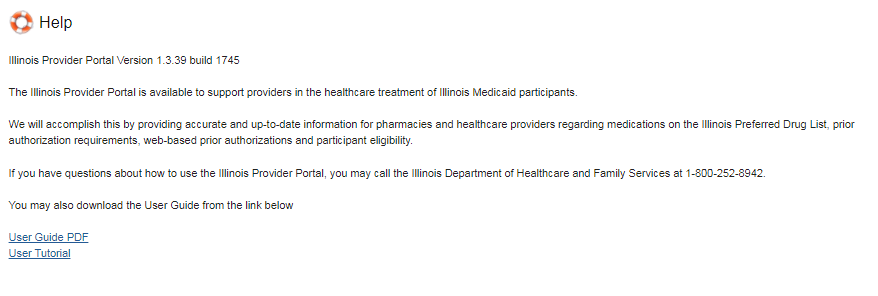 Help
Illinois Provider Portal Version 1.3.39 build 1745
The Illinois Provider Portal is available to support providers in the healthcare treatment of Illinois Medicaid participants.
We will accomplish this by providing accurate and up-to-date information for pharmacies and healthcare providers regarding medications on the Illinois Preferred Drug List, prior
authorization requirements, web-based prior authorizations and participant eligibility.
If you have questions about how to use the Illinois Provider Portal, you may call the Illinois Department of Healthcare and Family Services at 1-800-252-8942.
You may also download the User Guide from the link below
User Guide PDF
User Tutorial